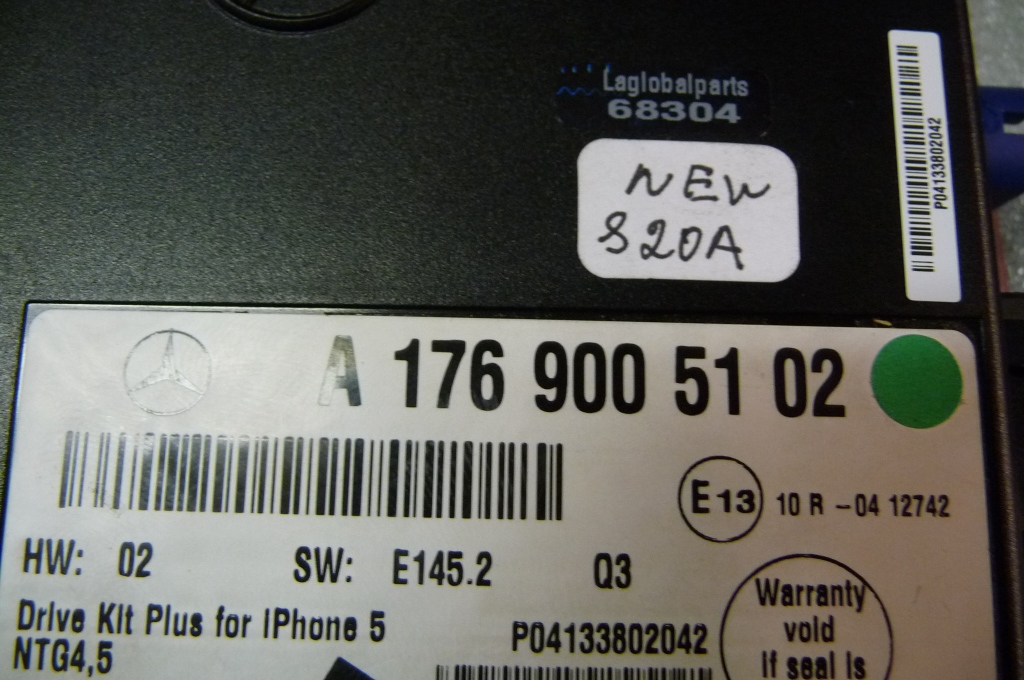 Laglobalparts
68304
NEW
S20A
P04133802042
A 176 900 51 02
E13 10 R -04 12742
HW: 02 SW: E145.2 Q3
Drive Kit Plus for iPhone 5
NTG4,5
P04133802042
Warranty
void
if seal is